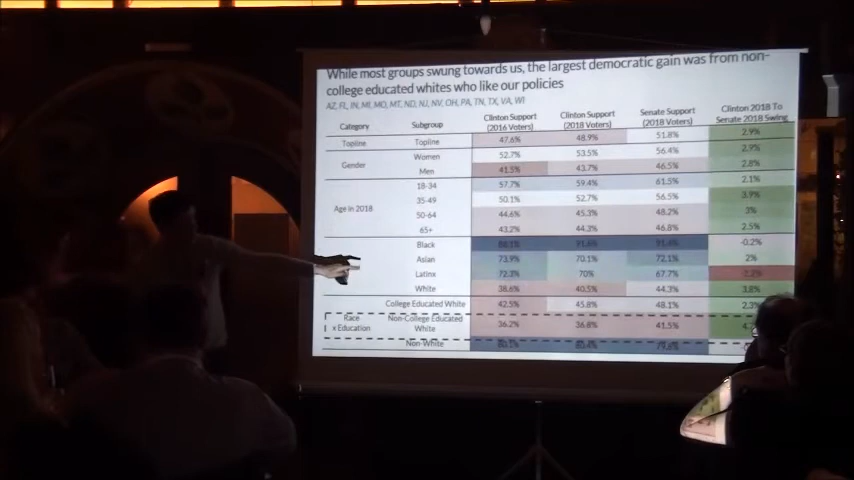 While most groups swung towards us, the largest democratic gain was from non-
college educated whites who like our policies
AZ, FL, IN, MI, MO, MT, ND, NJ, NV, OH, PA, TN, TX, VA, WI
Category Subgroup Clinton Support (2016 Voters) Clinton Support (2018 Voters) Senate Support (2018 Voters) Clinton 2018 To Senate 2018 Swing
Topline Topline 47.6% 48.9% 51.8% 2.9%
Gender
Women 52.7% 53.5% 56.4% 2.9%
Men 41.5% 43.7% 46.5% 2.8%
Age in 2018
18-34 57.7% 59.4% 61.5% 2.1%
35-49 50.1% 52.7% 56.5% 3.9%
50-64 44.6% 45.3% 48.2% 3%
65+ 43.2% 44.3% 46.8% 2.5%
Black 91.6% 91.4% -0.2%
Asian 73.9% 70.1% 72.1% 2%
Latinx 72.3% 70% 67.7%
White 38.6% 40.5% 44.3% 3.8%
Race x Education
College Educated White 42.5% 45.8% 48.1% 2.3%
Non-College Educated White 36.2% 36.8% 41.5%
Non-White